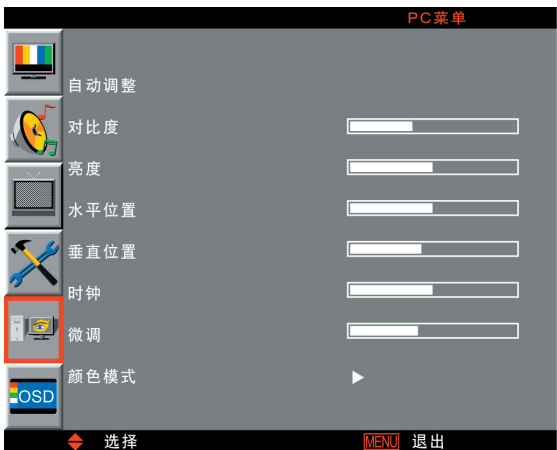 PC菜单
自动调整
对比度
亮度
水平位置
垂直位置
时钟
微调
颜色模式
OSD
选择 MENU 退出